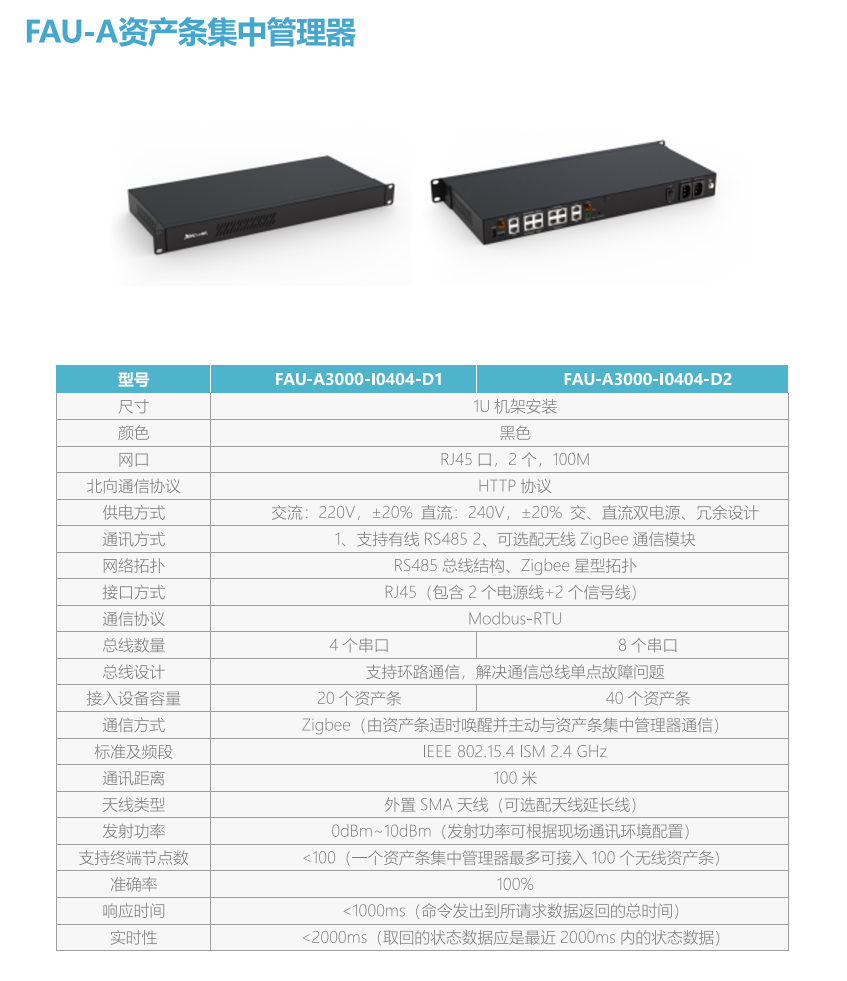 FAU-A资产条集中管理器
型号 FAU-A3000-I0404-D1 FAU-A3000-I0404-D2
尺寸 1U 机架安装
颜色 黑色
网口 RJ45 口，2 个，100M
北向通信协议 HTTP 协议
供电方式 交流：220V，±20% 直流：240V，±20% 交、直流双电源、冗余设计
通讯方式 1、支持有线 RS485 2、可选配无线 ZigBee 通信模块
网络拓扑 RS485 总线结构、Zigbee 星型拓扑
接口方式 RJ45（包含 2 个电源线+2 个信号线）
通信协议 Modbus-RTU
总线数量 4 个串口 8 个串口
总线设计 支持环路通信，解决通信总线单点故障问题
接入设备容量 20 个资产条 40 个资产条
通信方式 Zigbee（由资产条适时唤醒并主动与资产条集中管理器通信）
标准及频段 IEEE 802.15.4 ISM 2.4 GHz
通讯距离 100 米
天线类型 外置 SMA 天线（可选配天线延长线）
发射功率 0dBm~10dBm（发射功率可根据现场通讯环境配置）
支持终端节点数 <100（一个资产条集中管理器最多可接入 100 个无线资产条）
准确率 100%
响应时间 <1000ms（命令发出到所请求数据返回的总时间）
实时性 <2000ms（取回的状态数据应是最近 2000ms 内的状态数据）